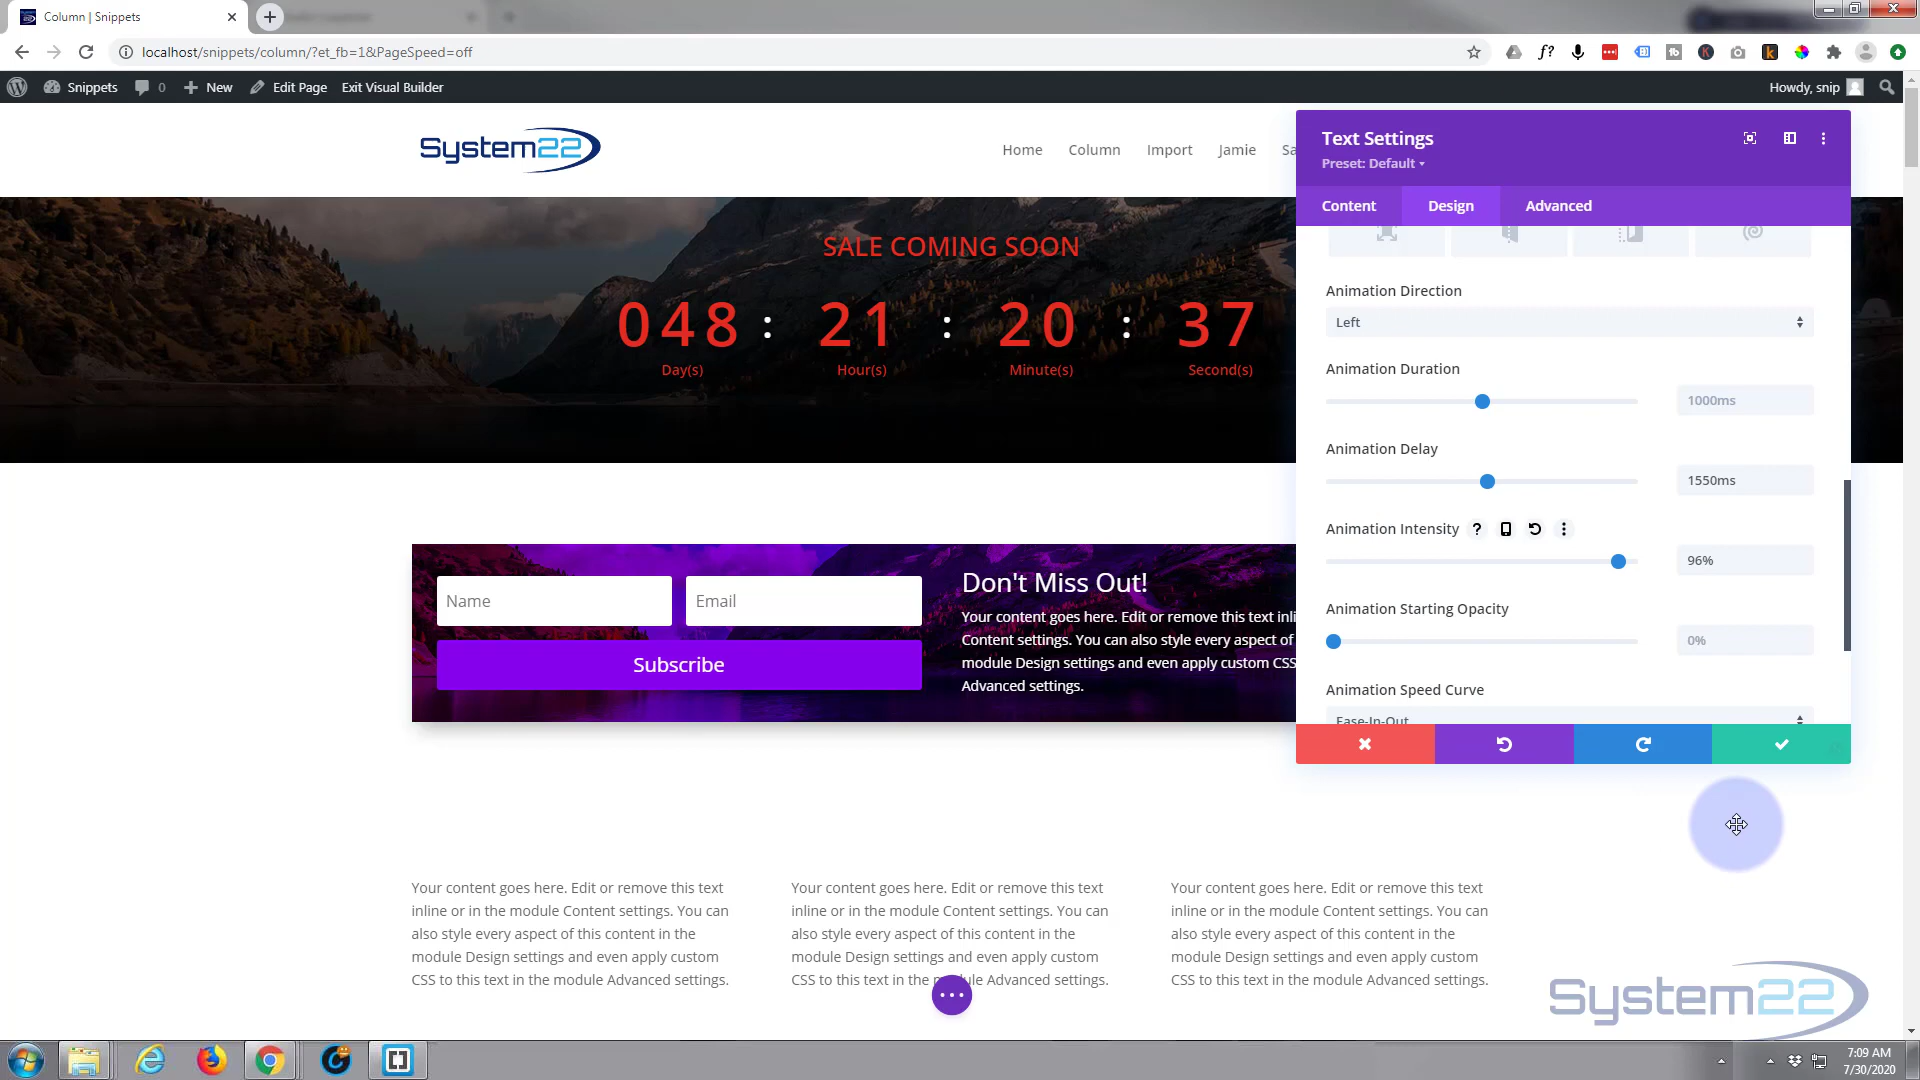 Column | Snippets
localhost/snippets/column/?et_fb=1&PageSpeed=off
Snippets 0 New Edit Page Exit Visual Builder
Howdy, snip
System22
Home Column Import Jamie Sa
SALE COMING SOON
048 : 21 : 20 : 37
Day(s) Hour(s) Minute(s) Second(s)
Name
Email
Subscribe
Don't Miss Out!
Your content goes here. Edit or remove this text inli
Content settings. You can also style every aspect of
module Design settings and even apply custom CSS
Advanced settings.
Text Settings
Preset: Default
Content Design Advanced
Animation Direction
Left
Animation Duration
1000ms
Animation Delay
1550ms
Animation Intensity ?
96%
Animation Starting Opacity
0%
Animation Speed Curve
Ease-In-Out
Your content goes here. Edit or remove this text
inline or in the module Content settings. You can
also style every aspect of this content in the
module Design settings and even apply custom
CSS to this text in the module Advanced settings.
Your content goes here. Edit or remove this text
inline or in the module Content settings. You can
also style every aspect of this content in the
module Design settings and even apply custom
CSS to this text in the module Advanced settings.
Your content goes here. Edit or remove this text
inline or in the module Content settings. You can
also style every aspect of this content in the
module Design settings and even apply custom
CSS to this text in the module Advanced settings.
System22
7:09 AM
7/30/2020